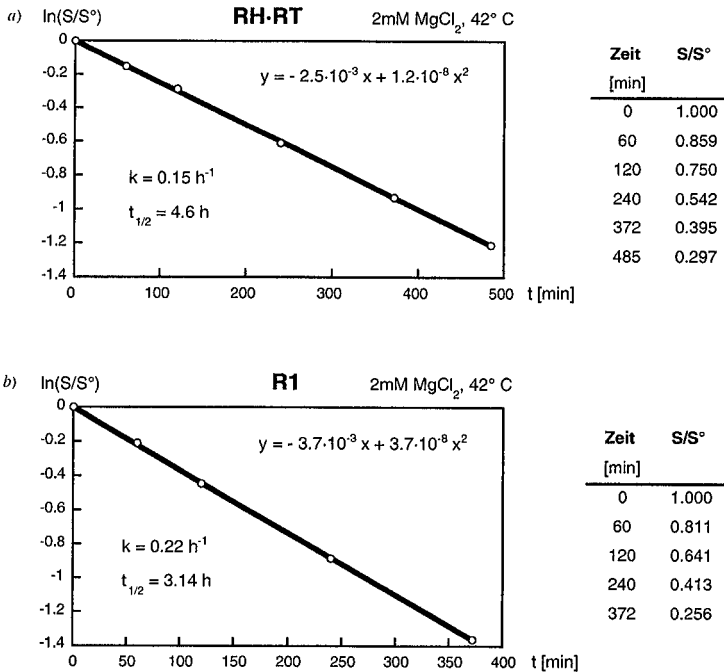 a) ln(S/S°) RH·RT 2mM MgCl₂, 42° C
0
-0.2
-0.4
-0.6
-0.8
-1
-1.2
-1.4
y = - 2.5·10⁻³ x + 1.2·10⁻⁸ x²
k = 0.15 h⁻¹
t₁/₂ = 4.6 h
0 100 200 300 400 500 t [min]
Zeit S/S°
[min]
0 1.000
60 0.859
120 0.750
240 0.542
372 0.395
485 0.297
b) ln(S/S°) R1 2mM MgCl₂, 42° C
0
-0.2
-0.4
-0.6
-0.8
-1
-1.2
-1.4
y = - 3.7·10⁻³ x + 3.7·10⁻⁸ x²
k = 0.22 h⁻¹
t₁/₂ = 3.14 h
0 50 100 150 200 250 300 350 400
t [min]
Zeit S/S°
[min]
0 1.000
60 0.811
120 0.641
240 0.413
372 0.256